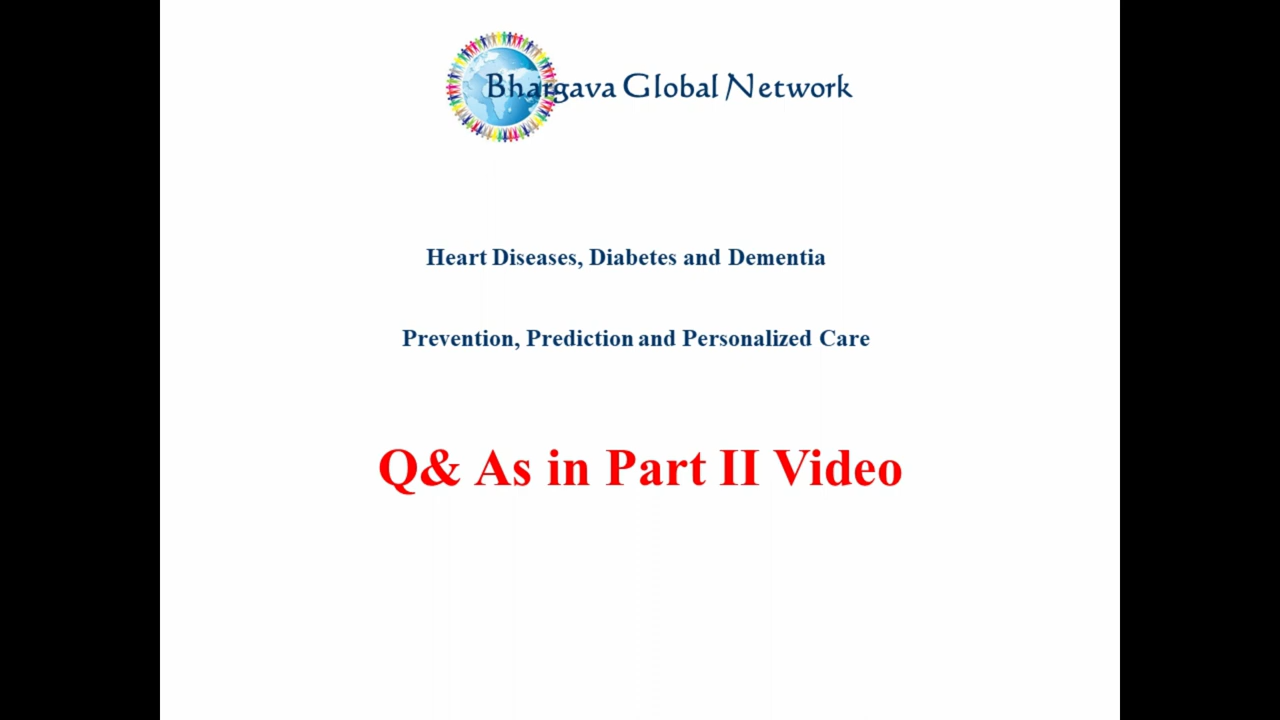 Bhargava Global Network
Heart Diseases, Diabetes and Dementia
Prevention, Prediction and Personalized Care
Q& As in Part II Video